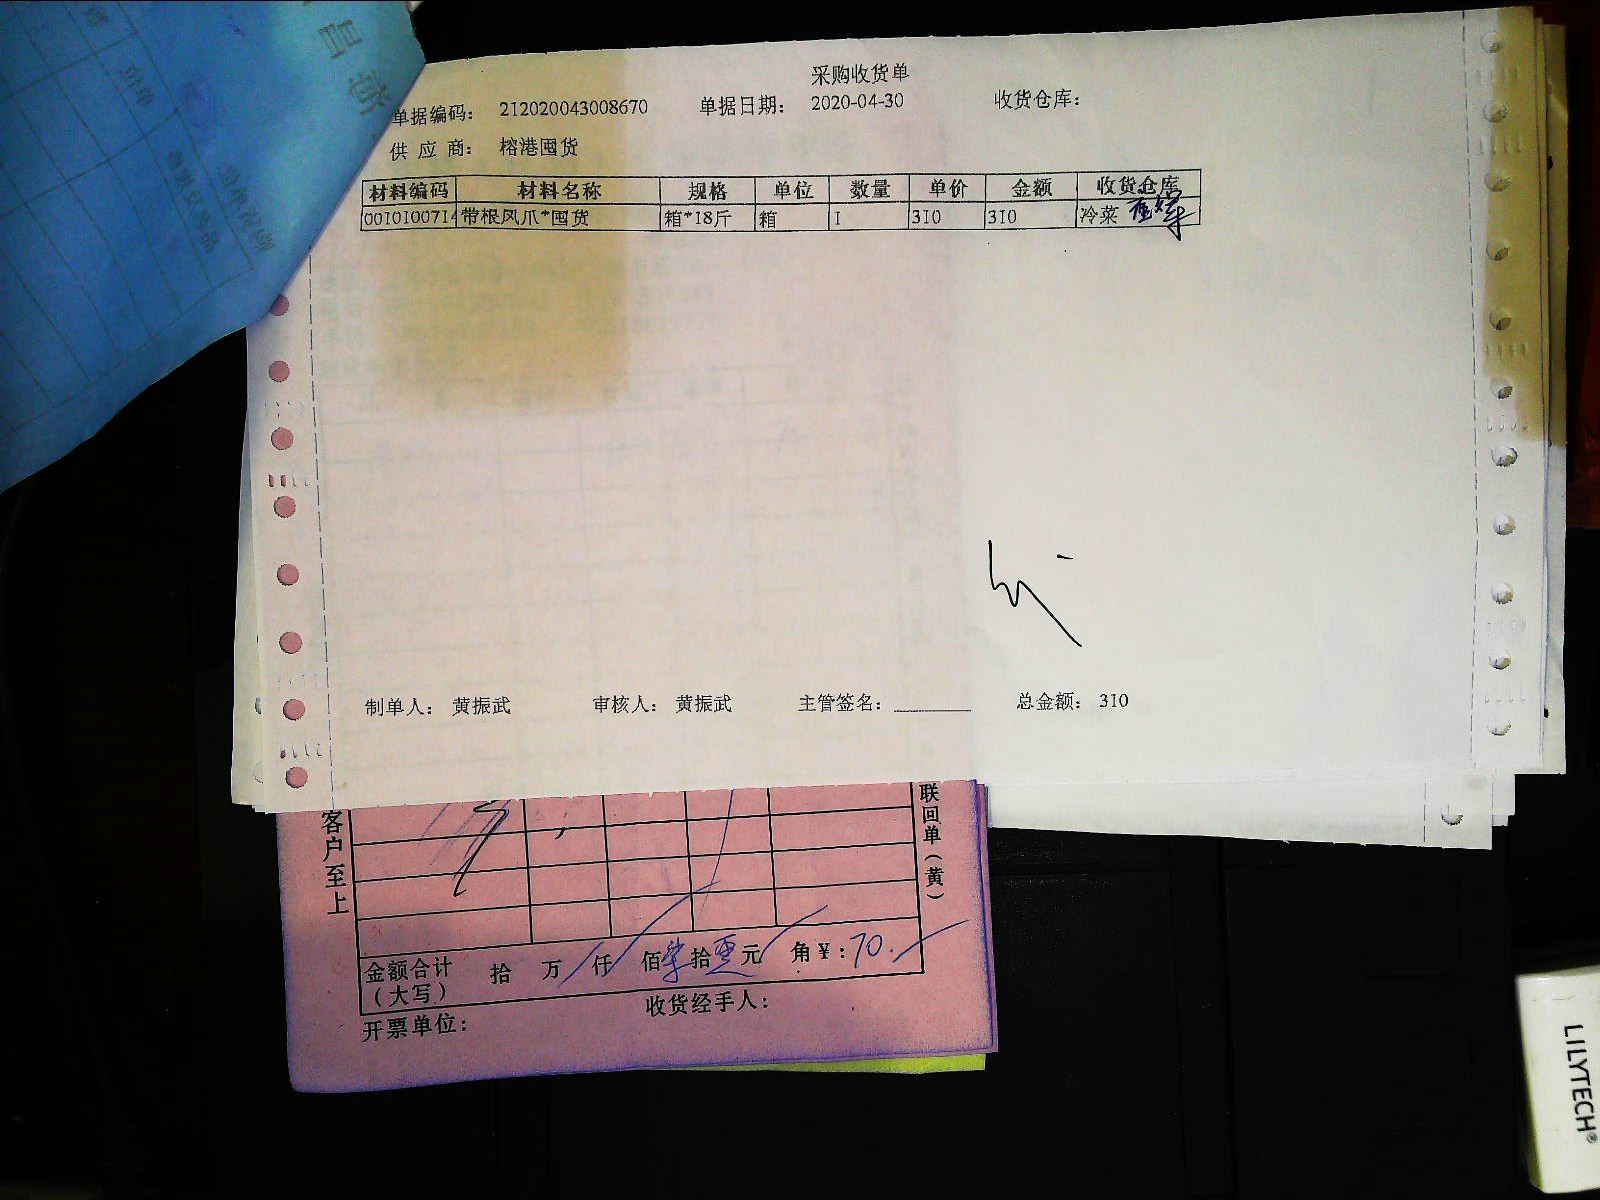 采购收货单
单据编码: 212020043008670 单据日期: 2020-04-30 收货仓库:
供应商: 榕港囤货
材料编码 材料名称 规格 单位 数量 单价 金额 收货仓库
0010100714 带根凤爪*囤货 箱*18斤 箱 1 310 310 冷菜
制单人: 黄振武 审核人: 黄振武 主管签名: 总金额: 310
客户至上
联回单(黄)
金额合计(大写) 拾 万 仟 佰 柒 拾 零 元 角 ¥: 70.
开票单位: 收货经手人:
LILYTECH®